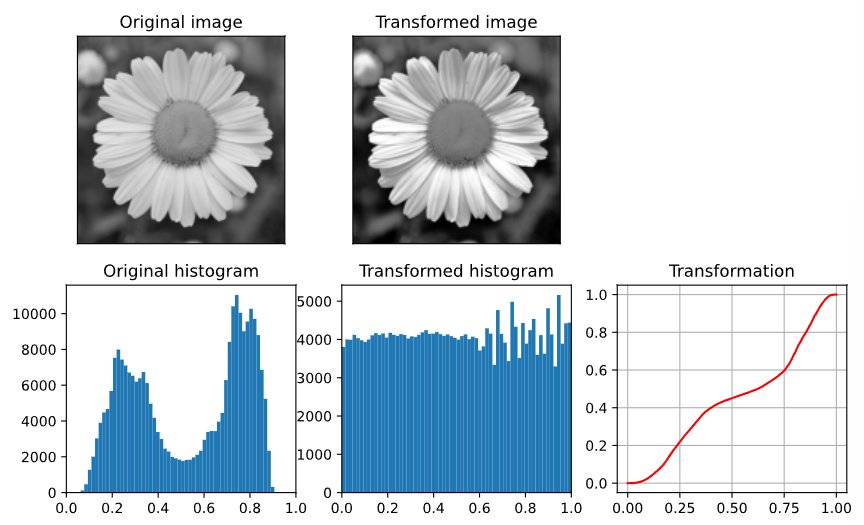 Original image
Transformed image
Original histogram
10000
8000
6000
4000
2000
0
0.0 0.2 0.4 0.6 0.8 1.0
Transformed histogram
5000
4000
3000
2000
1000
0
0.0 0.2 0.4 0.6 0.8 1.0
Transformation
1.0
0.8
0.6
0.4
0.2
0.0
0.00 0.25 0.50 0.75 1.00